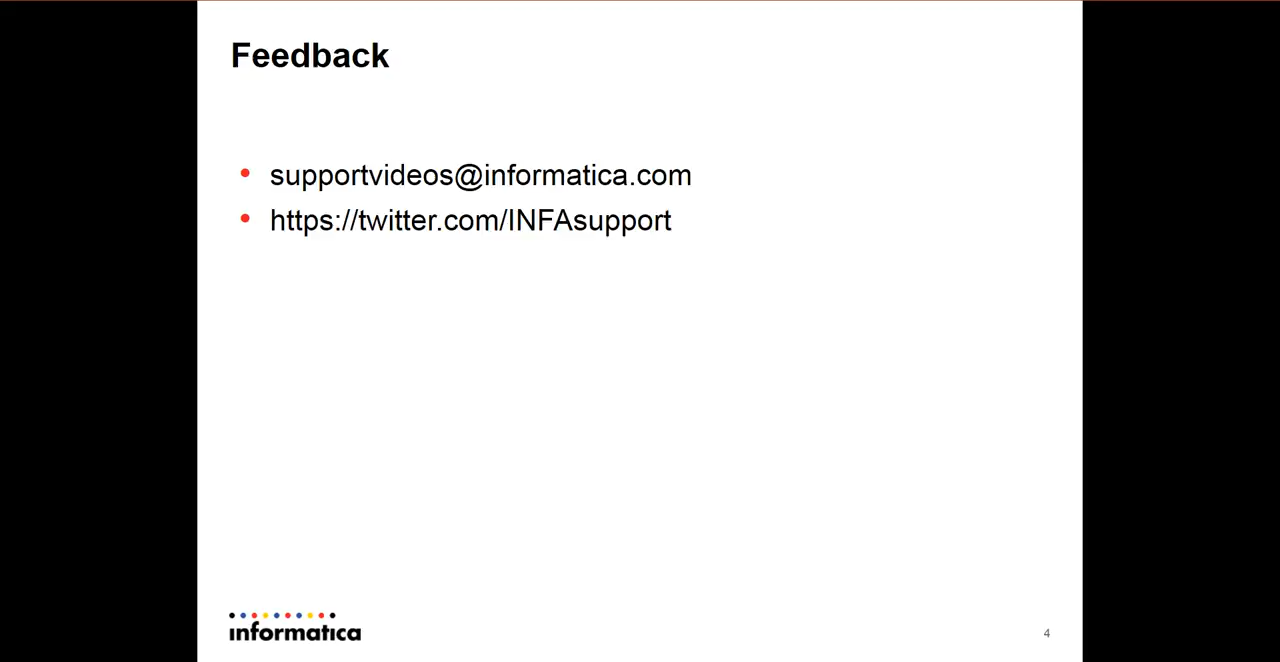 Feedback
• supportvideos@informatica.com
• https://twitter.com/INFAsupport
informatica
4